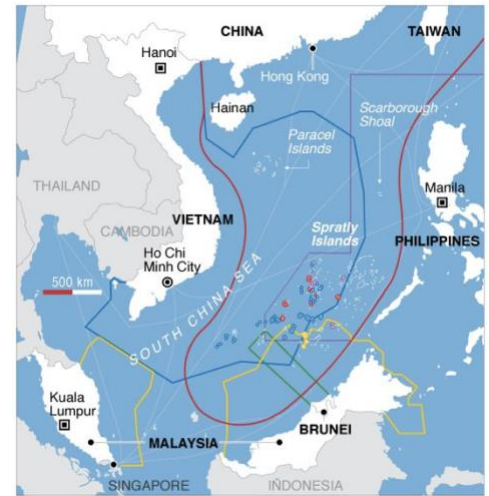 CHINA
TAIWAN
Hanoi
Hong Kong
Hainan
Scarborough
Shoal
Paracel
Islands
THAILAND
Manila
VIETNAM
CAMBODIA
Spratly
Islands
PHILIPPINES
Ho Chi
Minh City
500 km
SOUTH CHINA SEA
Kuala
Lumpur
BRUNEI
MALAYSIA
SINGAPORE
INDONESIA